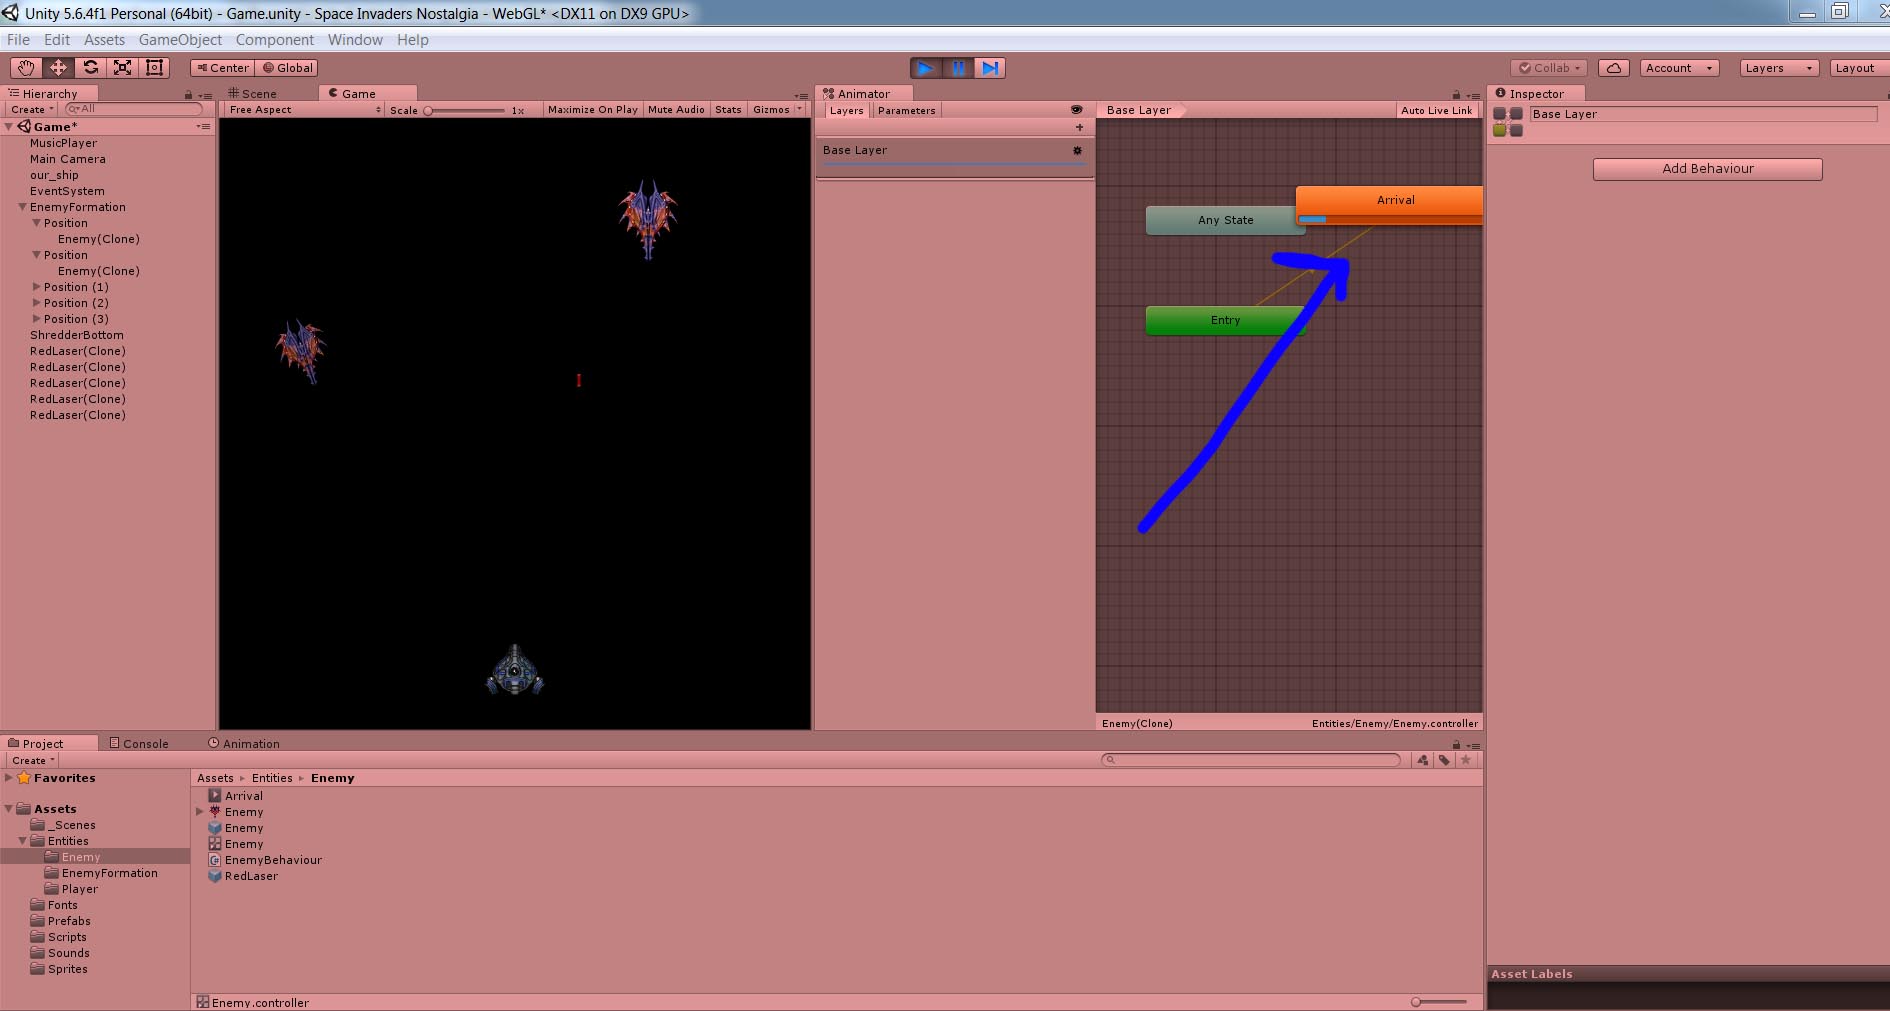 Unity 5.6.4f1 Personal (64bit) - Game.unity - Space Invaders Nostalgia - WebGL* <DX11 on DX9 GPU>
File Edit Assets GameObject Component Window Help
Center Global Collab Account Layers Layout
Hierarchy
Create All
Game*
MusicPlayer
Main Camera
our_ship
EventSystem
EnemyFormation
Position
Enemy(Clone)
Position
Enemy(Clone)
Position (1)
Position (2)
Position (3)
ShredderBottom
RedLaser(Clone)
RedLaser(Clone)
RedLaser(Clone)
RedLaser(Clone)
RedLaser(Clone)
Scene Game
Free Aspect Scale 1x Maximize On Play Mute Audio Stats Gizmos
Animator
Layers Parameters
Base Layer
Base Layer Auto Live Link
Any State
Arrival
Entry
Enemy(Clone) Entities/Enemy/Enemy.controller
Inspector
Base Layer
Add Behaviour
Project Console Animation
Create
Favorites
Assets
_Scenes
Entities
Enemy
EnemyFormation
Player
Fonts
Prefabs
Scripts
Sounds
Sprites
Assets Entities Enemy
Arrival
Enemy
Enemy
Enemy
EnemyBehaviour
RedLaser
Enemy.controller
Asset Labels